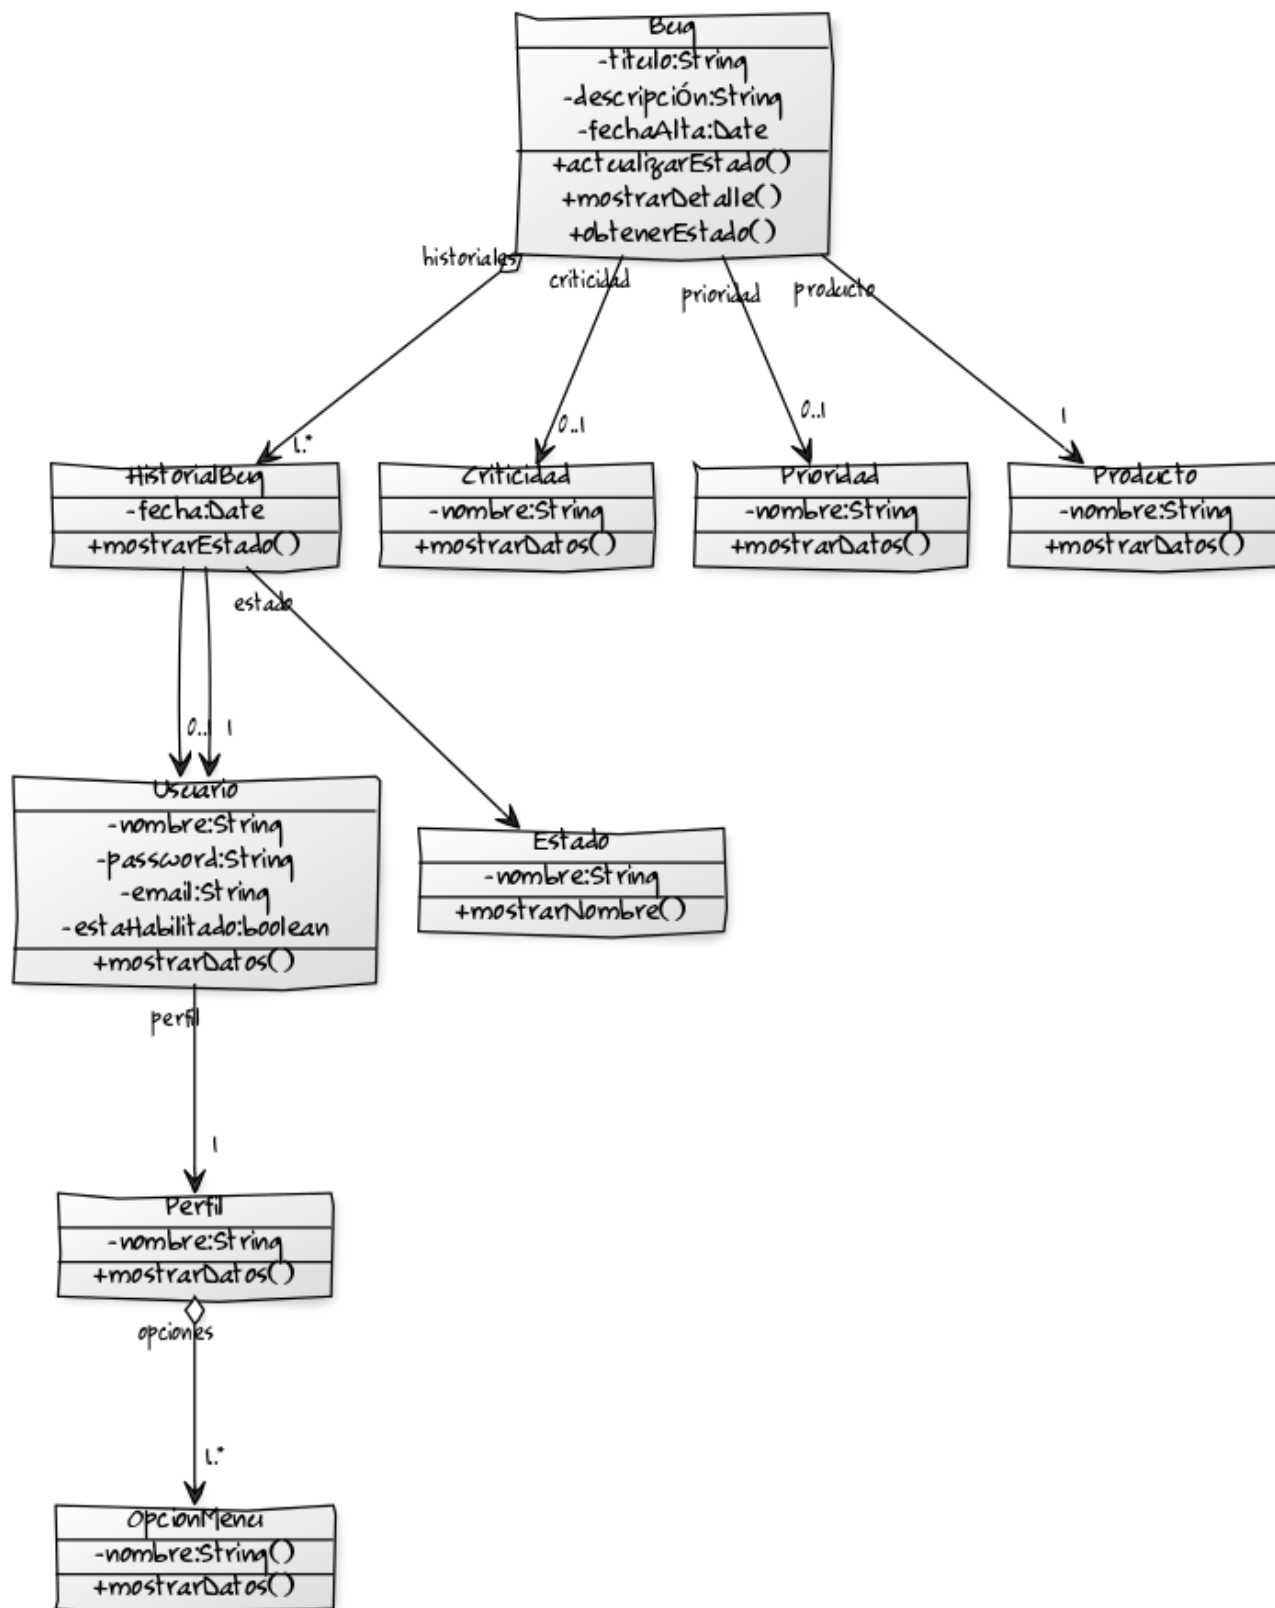 Bug
-titulo:String
-descripciÓn:String
-fechaAlta:Date
+actualizarEstado()
+mostrarDetalle()
+obtenerEstado()
historiales
criticidad
prioridad
producto
1..*
0..1
0..1
1
HistorialBug
-fecha:Date
+mostrarEstado()
Criticidad
-nombre:String
+mostrarDatos()
Prioridad
-nombre:String
+mostrarDatos()
Producto
-nombre:String
+mostrarDatos()
estado
0..1
1
Usuario
-nombre:String
-password:String
-email:String
-estaHabilitado:boolean
+mostrarDatos()
Estado
-nombre:String
+mostrarNombre()
perfil
1
Perfil
-nombre:String
+mostrarDatos()
opciones
1..*
OpcionMenu
-nombre:String()
+mostrarDatos()